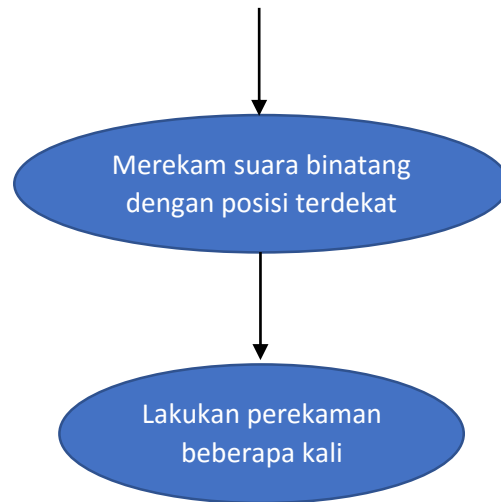 Merekam suara binatang
dengan posisi terdekat
Lakukan perekaman
beberapa kali